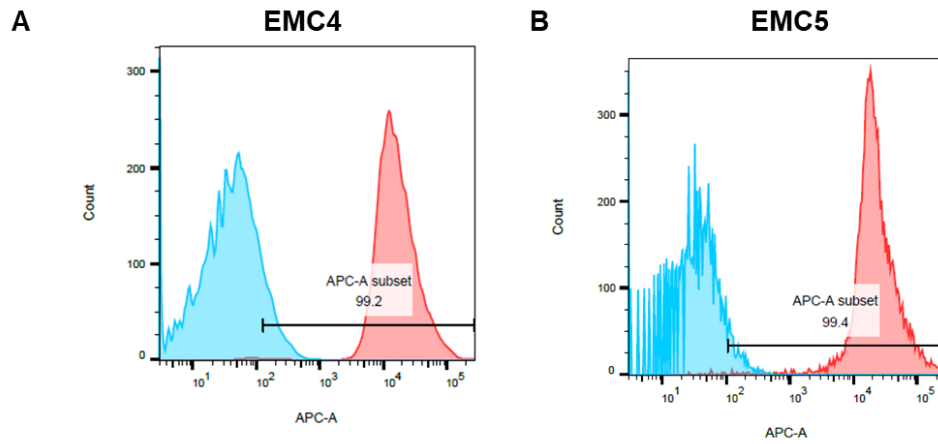 A
EMC4
300
200
100
0
Count
APC-A subset
99.2
10¹
10²
10³
10⁴
10⁵
APC-A
B
EMC5
300
200
100
0
Count
APC-A subset
99.4
10¹
10²
10³
10⁴
10⁵
APC-A